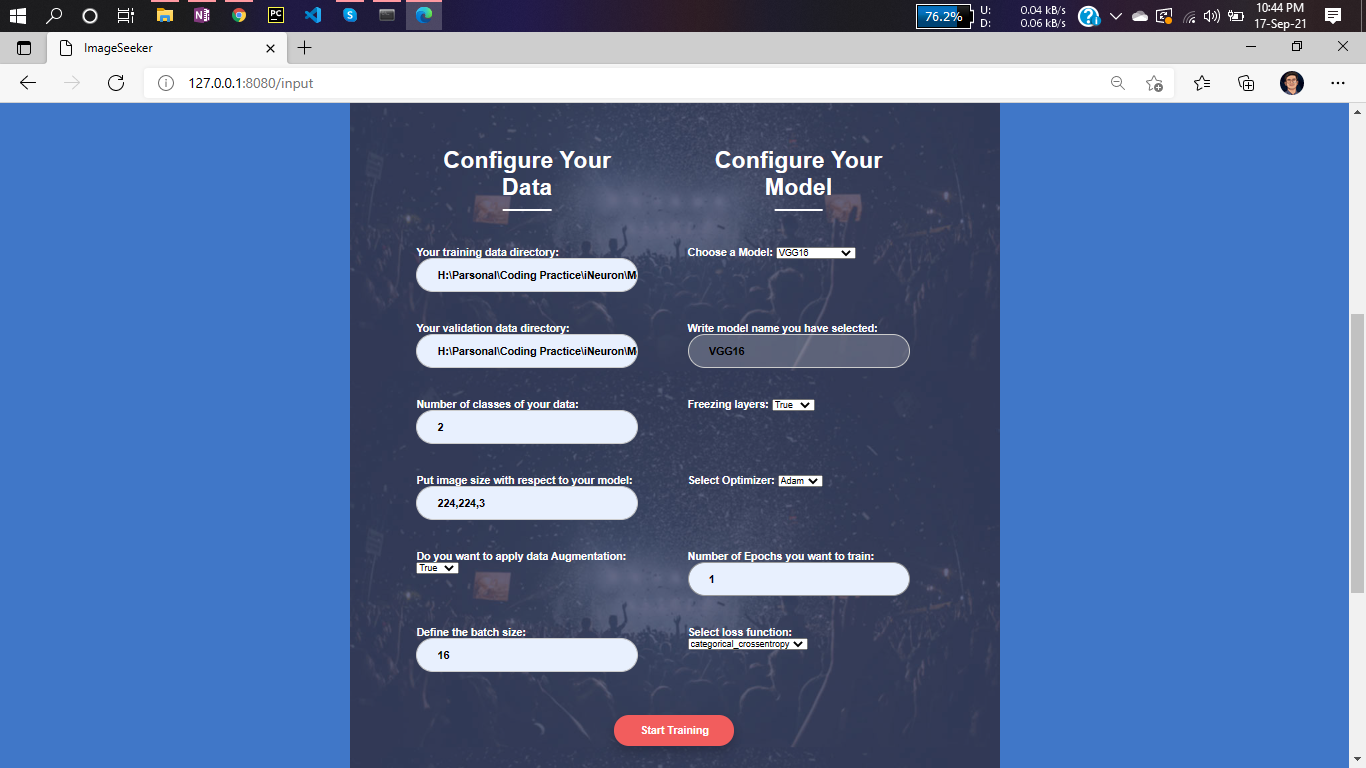 76.2%
U: 0.04 kB/s
D: 0.06 kB/s
10:44 PM
17-Sep-21
ImageSeeker
127.0.0.1:8080/input
Configure Your
Data
Your training data directory:
H:\Parsonal\Coding Practice\iNeuron\M
Your validation data directory:
H:\Parsonal\Coding Practice\iNeuron\M
Number of classes of your data:
2
Put image size with respect to your model:
224,224,3
Do you want to apply data Augmentation:
True
Define the batch size:
16
Configure Your
Model
Choose a Model: VGG16
Write model name you have selected:
VGG16
Freezing layers: True
Select Optimizer: Adam
Number of Epochs you want to train:
1
Select loss function:
categorical_crossentropy
Start Training